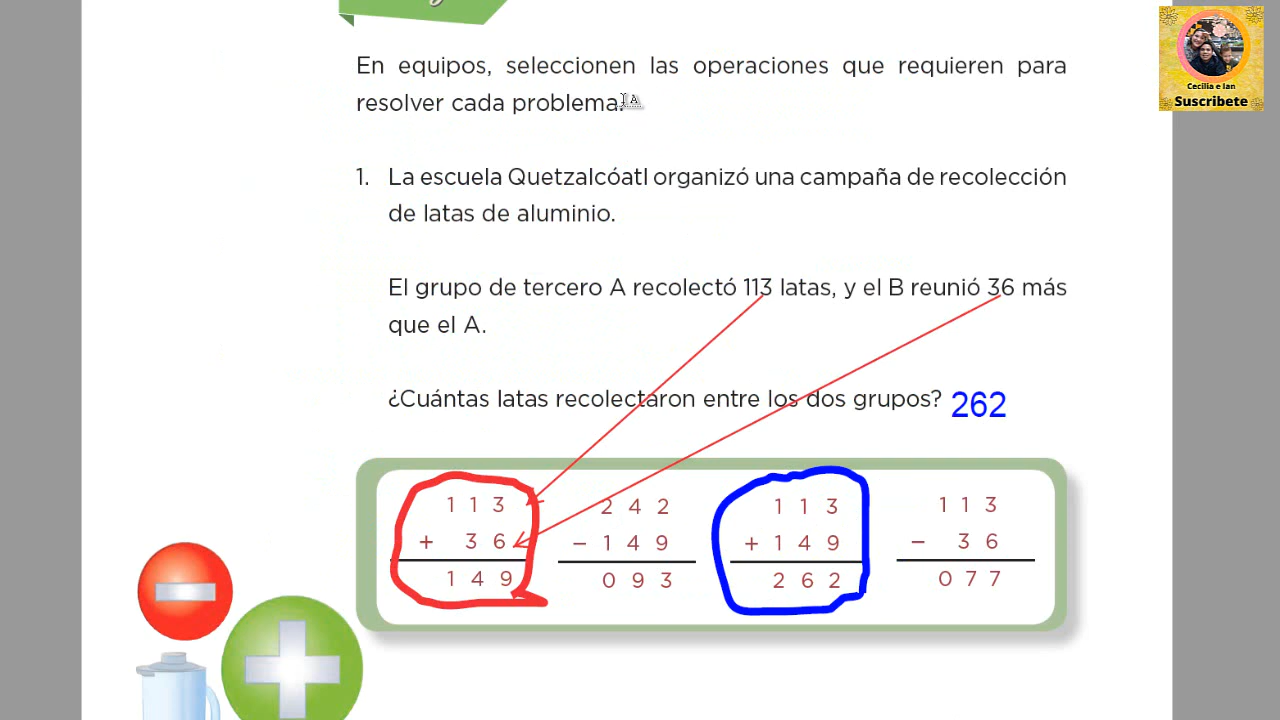 En equipos, seleccionen las operaciones que requieren para
resolver cada problema.
1. La escuela Quetzalcóatl organizó una campaña de recolección
de latas de aluminio.
El grupo de tercero A recolectó 113 latas, y el B reunió 36 más
que el A.
¿Cuántas latas recolectaron entre los dos grupos? 262
113
+ 36
149
242
- 149
093
113
+ 149
262
113
- 36
077
Cecilia e Ian
Suscribete